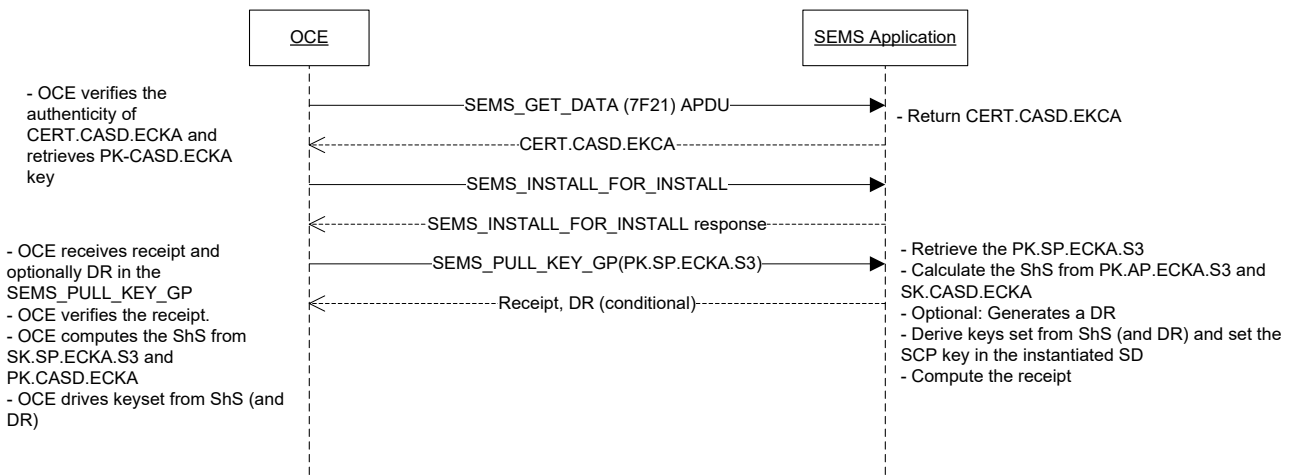 OCE
SEMS Application
- OCE verifies the
authenticity of
CERT.CASD.ECKA and
retrieves PK-CASD.ECKA
key
SEMS_GET_DATA (7F21) APDU
- Return CERT.CASD.EKCA
CERT.CASD.EKCA
SEMS_INSTALL_FOR_INSTALL
SEMS_INSTALL_FOR_INSTALL response
- OCE receives receipt and
optionally DR in the
SEMS_PULL_KEY_GP
- OCE verifies the receipt.
- OCE computes the ShS from
SK.SP.ECKA.S3 and
PK.CASD.ECKA
- OCE drives keyset from ShS (and
DR)
SEMS_PULL_KEY_GP(PK.SP.ECKA.S3)
Receipt, DR (conditional)
- Retrieve the PK.SP.ECKA.S3
- Calculate the ShS from PK.AP.ECKA.S3 and
SK.CASD.ECKA
- Optional: Generates a DR
- Derive keys set from ShS (and DR) and set the
SCP key in the instantiated SD
- Compute the receipt